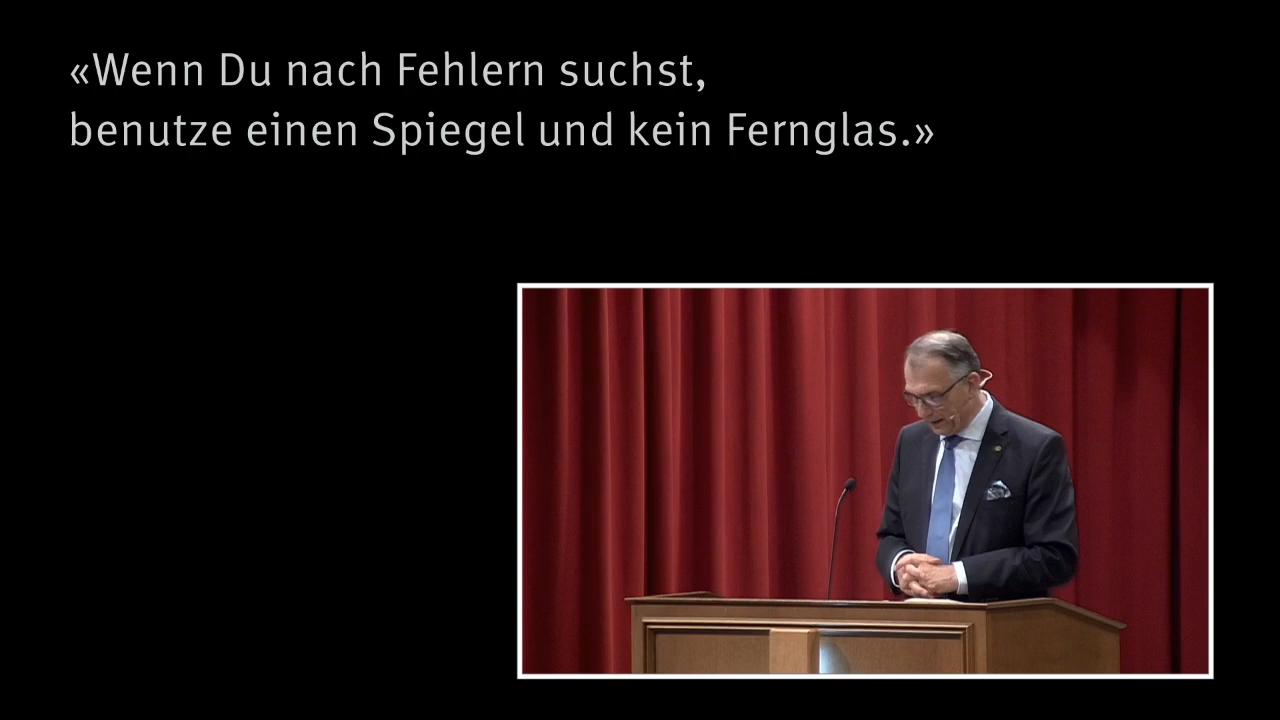 «Wenn Du nach Fehlern suchst,
benutze einen Spiegel und kein Fernglas.»